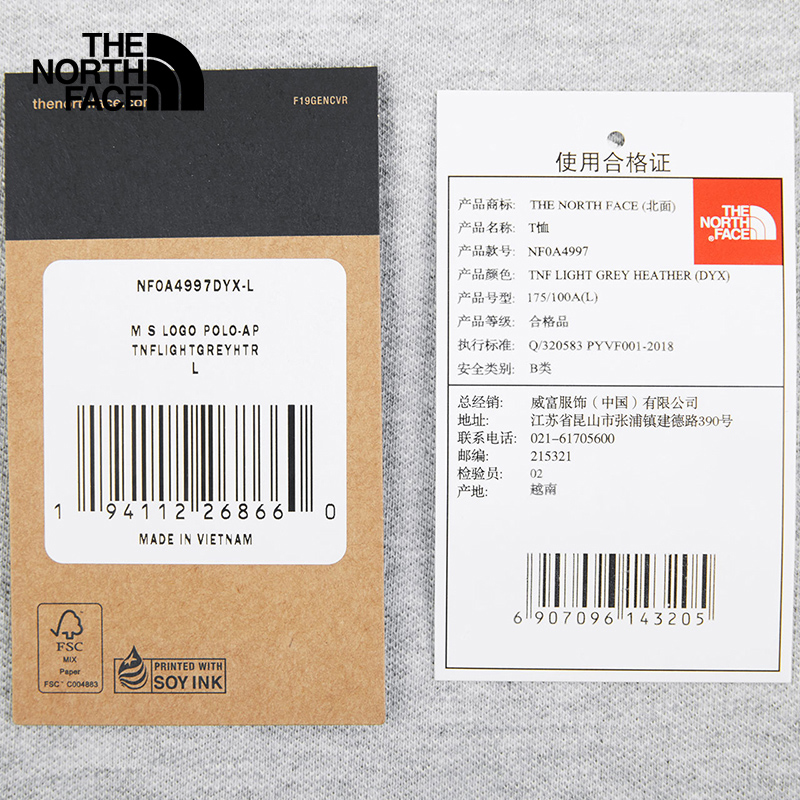 THE
NORTH
FACE
thenorthface.com
F19GENCVR
NF0A4997DYX-L
M S LOGO POLO-AP
TNFLIGHTGREYHTR
L
1 94112 26866 0
MADE IN VIETNAM
FSC
MIX
Paper
FSC™ C004883
PRINTED WITH
SOY INK
使用合格证
产品商标: THE NORTH FACE (北面)
产品名称: T恤
产品款号: NF0A4997
产品颜色: TNF LIGHT GREY HEATHER (DYX)
产品号型: 175/100A(L)
产品等级: 合格品
执行标准: Q/320583 PYVF001-2018
安全类别: B类
THE
NORTH
FACE
总经销: 威富服饰(中国)有限公司
地址: 江苏省昆山市张浦镇建德路390号
联系电话: 021-61705600
邮编: 215321
检验员: 02
产地: 越南
6 907096 143205